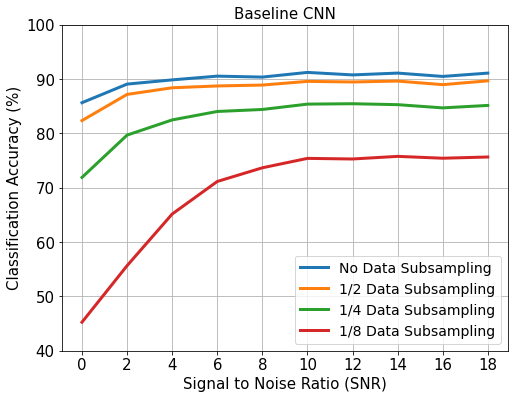 Baseline CNN
Classification Accuracy (%)
100
90
80
70
60
50
40
No Data Subsampling
1/2 Data Subsampling
1/4 Data Subsampling
1/8 Data Subsampling
0 2 4 6 8 10 12 14 16 18
Signal to Noise Ratio (SNR)